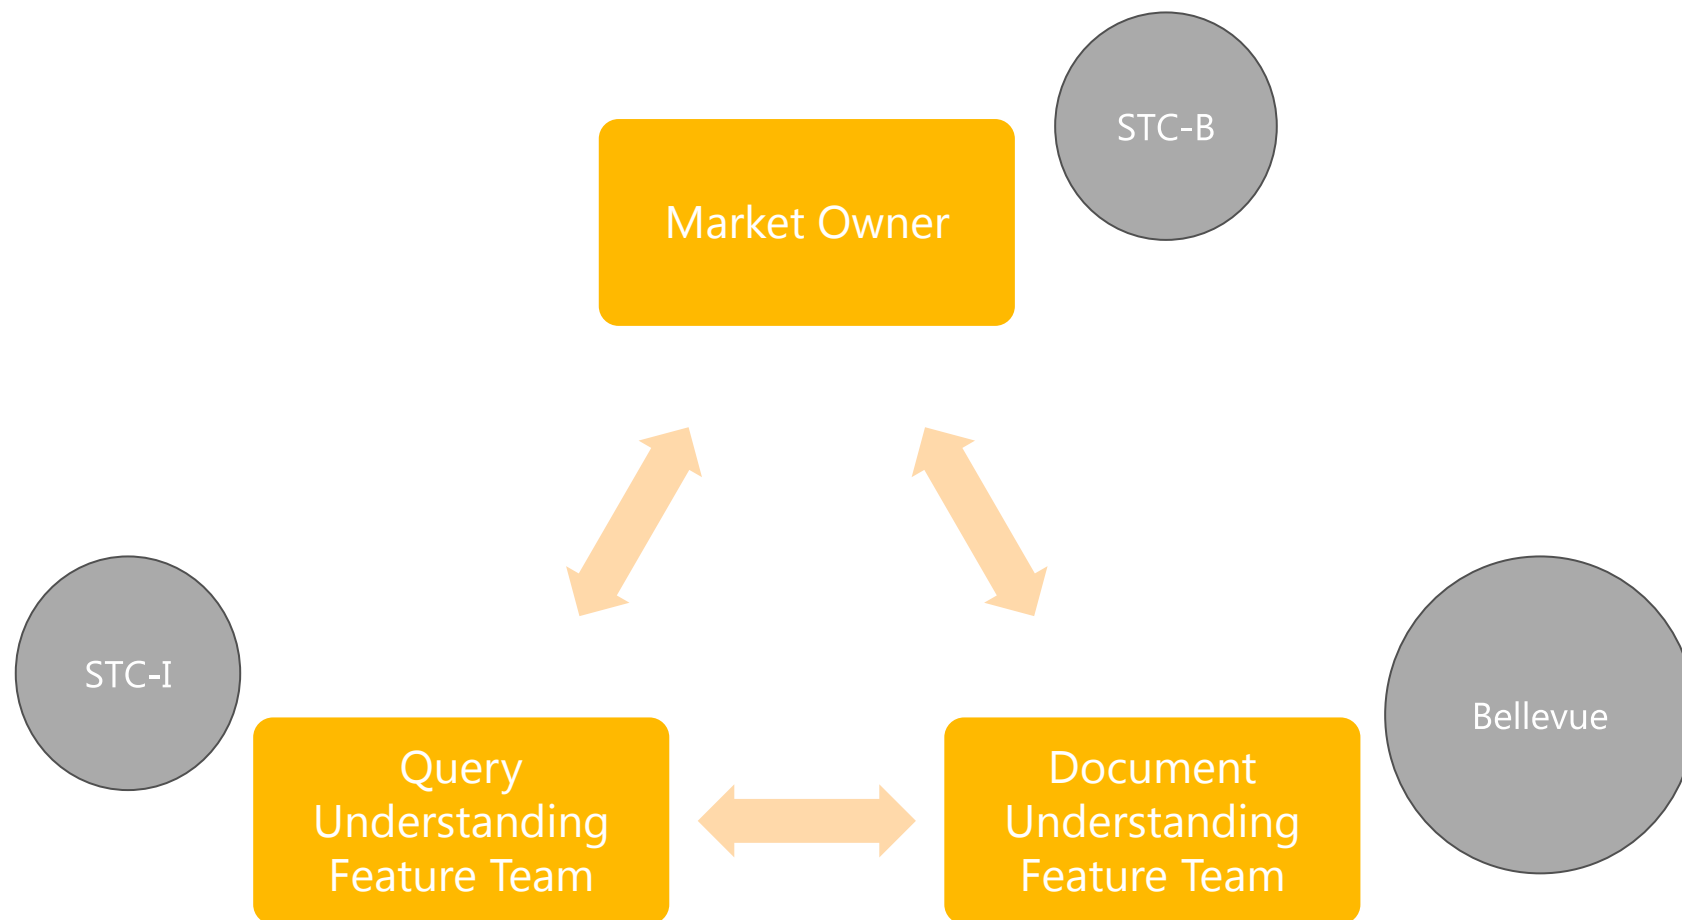 STC-B
Market Owner
STC-I
Bellevue
Query
Understanding
Feature Team
Document
Understanding
Feature Team